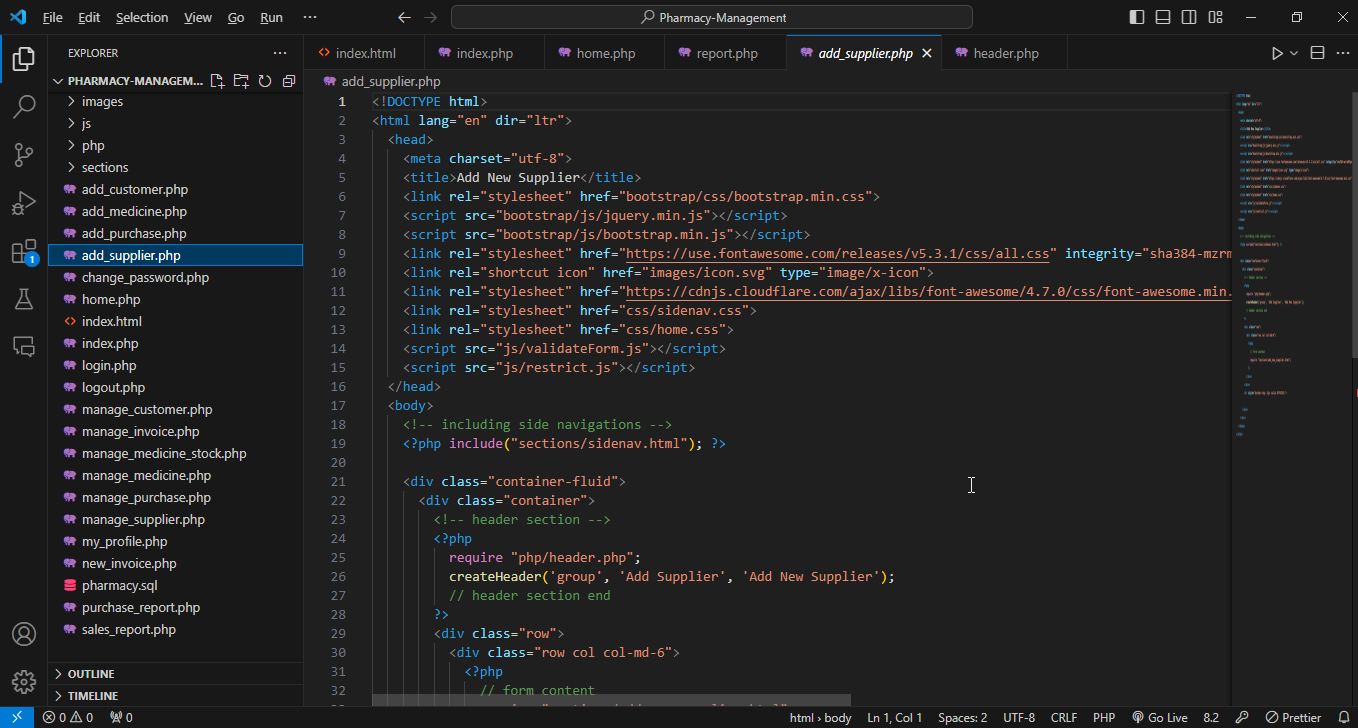 File Edit Selection View Go Run ··· Pharmacy-Management
EXPLORER ···
PHARMACY-MANAGEM...
images
js
php
sections
add_customer.php
add_medicine.php
add_purchase.php
add_supplier.php
change_password.php
home.php
index.html
index.php
login.php
logout.php
manage_customer.php
manage_invoice.php
manage_medicine_stock.php
manage_medicine.php
manage_purchase.php
manage_supplier.php
my_profile.php
new_invoice.php
pharmacy.sql
purchase_report.php
sales_report.php
OUTLINE
TIMELINE
1
index.html index.php home.php report.php add_supplier.php header.php
add_supplier.php
1 <!DOCTYPE html>
2 <html lang="en" dir="ltr">
3 <head>
4 <meta charset="utf-8">
5 <title>Add New Supplier</title>
6 <link rel="stylesheet" href="bootstrap/css/bootstrap.min.css">
7 <script src="bootstrap/js/jquery.min.js"></script>
8 <script src="bootstrap/js/bootstrap.min.js"></script>
9 <link rel="stylesheet" href="https://use.fontawesome.com/releases/v5.3.1/css/all.css" integrity="sha384-mzrm
10 <link rel="shortcut icon" href="images/icon.svg" type="image/x-icon">
11 <link rel="stylesheet" href="https://cdnjs.cloudflare.com/ajax/libs/font-awesome/4.7.0/css/font-awesome.min.
12 <link rel="stylesheet" href="css/sidenav.css">
13 <link rel="stylesheet" href="css/home.css">
14 <script src="js/validateForm.js"></script>
15 <script src="js/restrict.js"></script>
16 </head>
17 <body>
18 <!-- including side navigations -->
19 <?php include("sections/sidenav.html"); ?>
20
21 <div class="container-fluid">
22 <div class="container">
23 <!-- header section -->
24 <?php
25 require "php/header.php";
26 createHeader('group', 'Add Supplier', 'Add New Supplier');
27 // header section end
28 ?>
29 <div class="row">
30 <div class="row col col-md-6">
31 <?php
32 // form content
0 0 0 html › body Ln 1, Col 1 Spaces: 2 UTF-8 CRLF PHP Go Live 8.2 Prettier